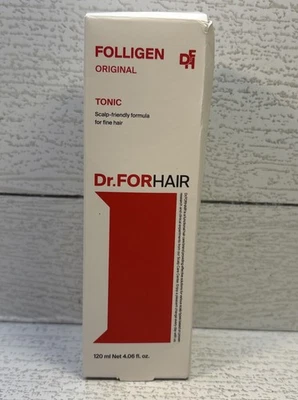 FOLLIGEN
ORIGINAL
DFH
TONIC
Scalp-friendly formula
for fine hair
Dr.FORHAIR
120 ml Net 4.06 fl. oz.